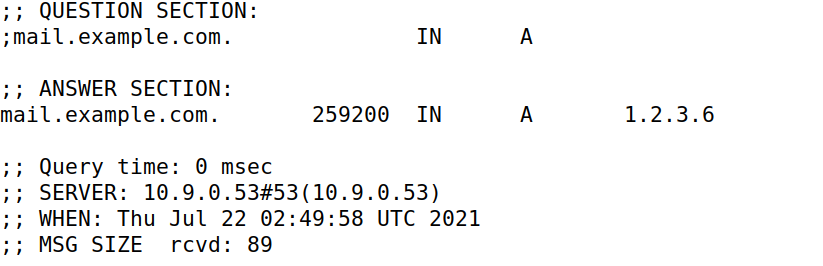 ;; QUESTION SECTION:
;mail.example.com. IN A
;; ANSWER SECTION:
mail.example.com. 259200 IN A 1.2.3.6
;; Query time: 0 msec
;; SERVER: 10.9.0.53#53(10.9.0.53)
;; WHEN: Thu Jul 22 02:49:58 UTC 2021
;; MSG SIZE  rcvd: 89